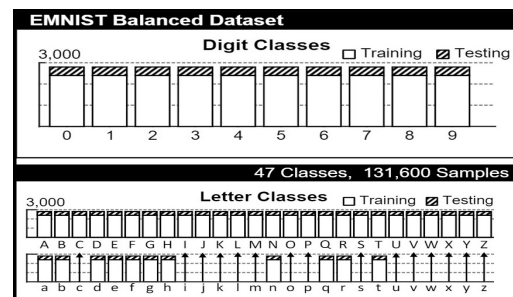 EMNIST Balanced Dataset
Digit Classes
Training Testing
3,000
0 1 2 3 4 5 6 7 8 9
47 Classes, 131,600 Samples
Letter Classes
Training Testing
3,000
A B C D E F G H I J K L M N O P Q R S T U V W X Y Z
a b c d e f g h i j k l m n o p q r s t u v w x y z